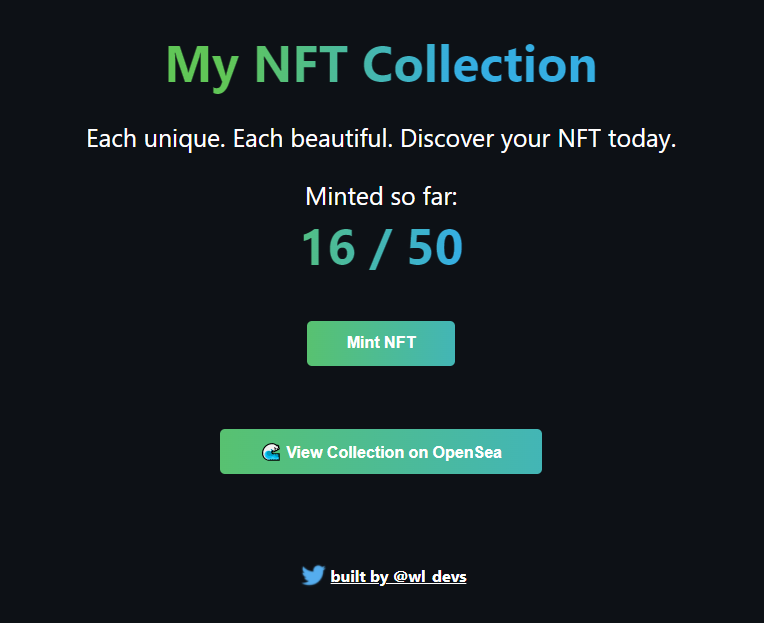 My NFT Collection
Each unique. Each beautiful. Discover your NFT today.
Minted so far:
16 / 50
Mint NFT
🌊 View Collection on OpenSea
built by @wl_devs